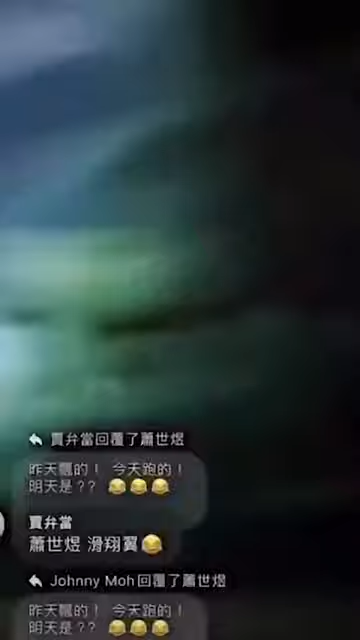 賈弁當回覆了蕭世煜
昨天飄的！ 今天跑的！
明天是？？ 😂😂😂
賈弁當
蕭世煜 滑翔翼😂
Johnny Moh回覆了蕭世煜
昨天飄的！ 今天跑的！
明天是？？ 😂😂😂